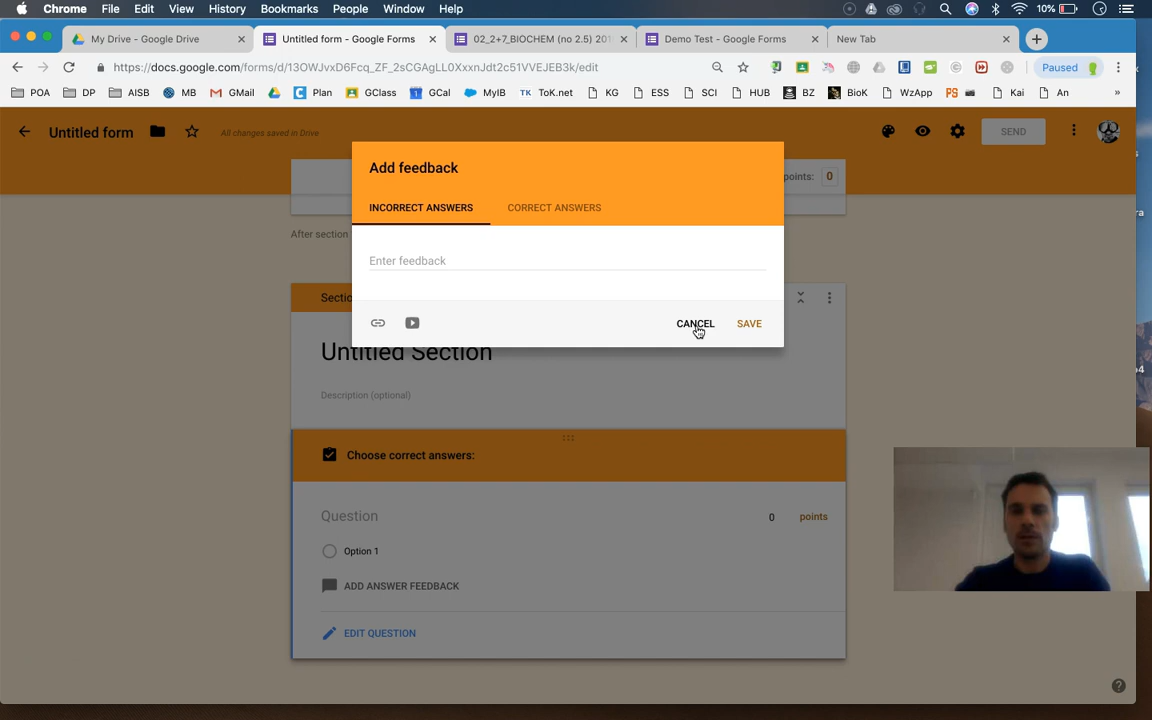 Chrome File Edit View History Bookmarks People Window Help 10%
My Drive - Google Drive Untitled form - Google Forms 02_2+7_BIOCHEM (no 2.5) 201 Demo Test - Google Forms New Tab
https://docs.google.com/forms/d/13OWJvxD6Fcq_ZF_2sCGAgLL0XxxnJdt2c51VVEJEB3k/edit Paused
POA DP AISB MB GMail Plan GClass GCal MyIB TK ToK.net KG ESS SCI HUB BZ BioK WzApp PS Kai An »
Untitled form All changes saved in Drive SEND
Add feedback
points: 0
INCORRECT ANSWERS CORRECT ANSWERS
After section
Enter feedback
Sectio
CANCEL SAVE
Untitled Section
Description (optional)
Choose correct answers:
Question 0 points
Option 1
ADD ANSWER FEEDBACK
EDIT QUESTION